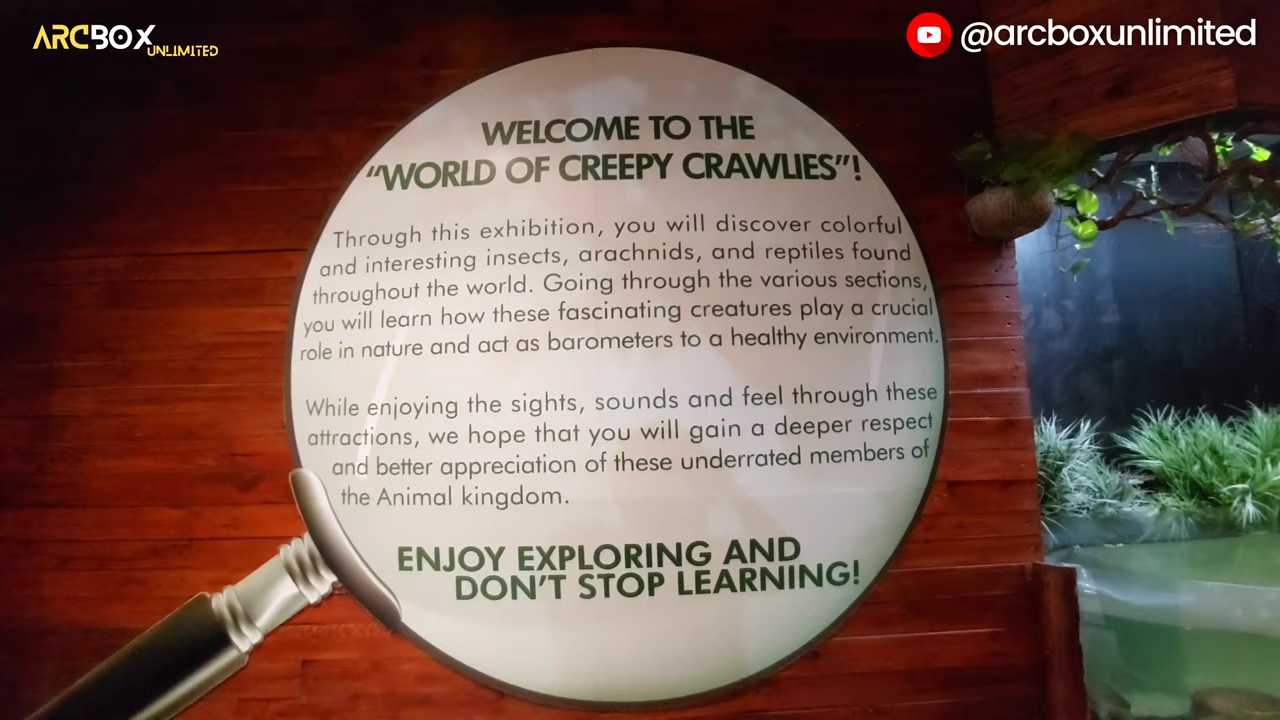 ARCBOX
UNLIMITED
@arcboxunlimited
WELCOME TO THE
“WORLD OF CREEPY CRAWLIES”!
Through this exhibition, you will discover colorful
and interesting insects, arachnids, and reptiles found
throughout the world. Going through the various sections,
you will learn how these fascinating creatures play a crucial
role in nature and act as barometers to a healthy environment.
While enjoying the sights, sounds and feel through these
attractions, we hope that you will gain a deeper respect
and better appreciation of these underrated members of
the Animal kingdom.
ENJOY EXPLORING AND
DON’T STOP LEARNING!